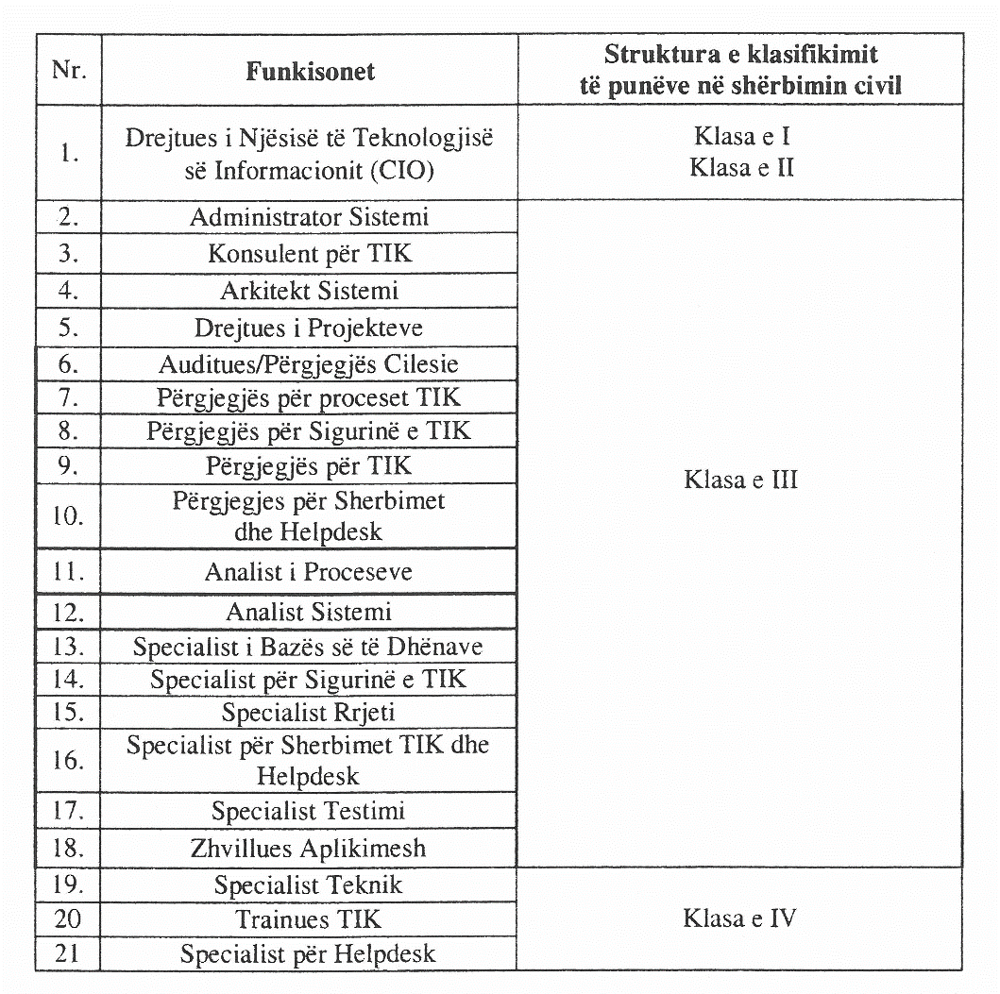 Nr.
Funkisonet
Struktura e klasifikimit
të punëve në shërbimin civil
1.
Drejtues i Njësisë të Teknologjisë
së Informacionit (CIO)
Klasa e I
Klasa e II
2.
Administrator Sistemi
3.
Konsulent për TIK
4.
Arkitekt Sistemi
5.
Drejtues i Projekteve
6.
Auditues/Përgjegjës Cilesie
7.
Përgjegjës për proceset TIK
8.
Përgjegjës për Sigurinë e TIK
9.
Përgjegjës për TIK
10.
Përgjegjes për Sherbimet
dhe Helpdesk
11.
Analist i Proceseve
12.
Analist Sistemi
13.
Specialist i Bazës së të Dhënave
14.
Specialist për Sigurinë e TIK
15.
Specialist Rrjeti
16.
Specialist për Sherbimet TIK dhe
Helpdesk
17.
Specialist Testimi
18.
Zhvillues Aplikimesh
Klasa e III
19.
Specialist Teknik
20
Trainues TIK
21
Specialist për Helpdesk
Klasa e IV